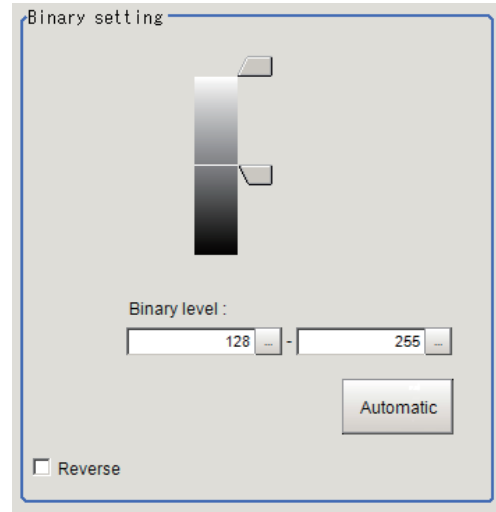 Binary setting
Binary level :
128 ... - 255 ...
Automatic
Reverse